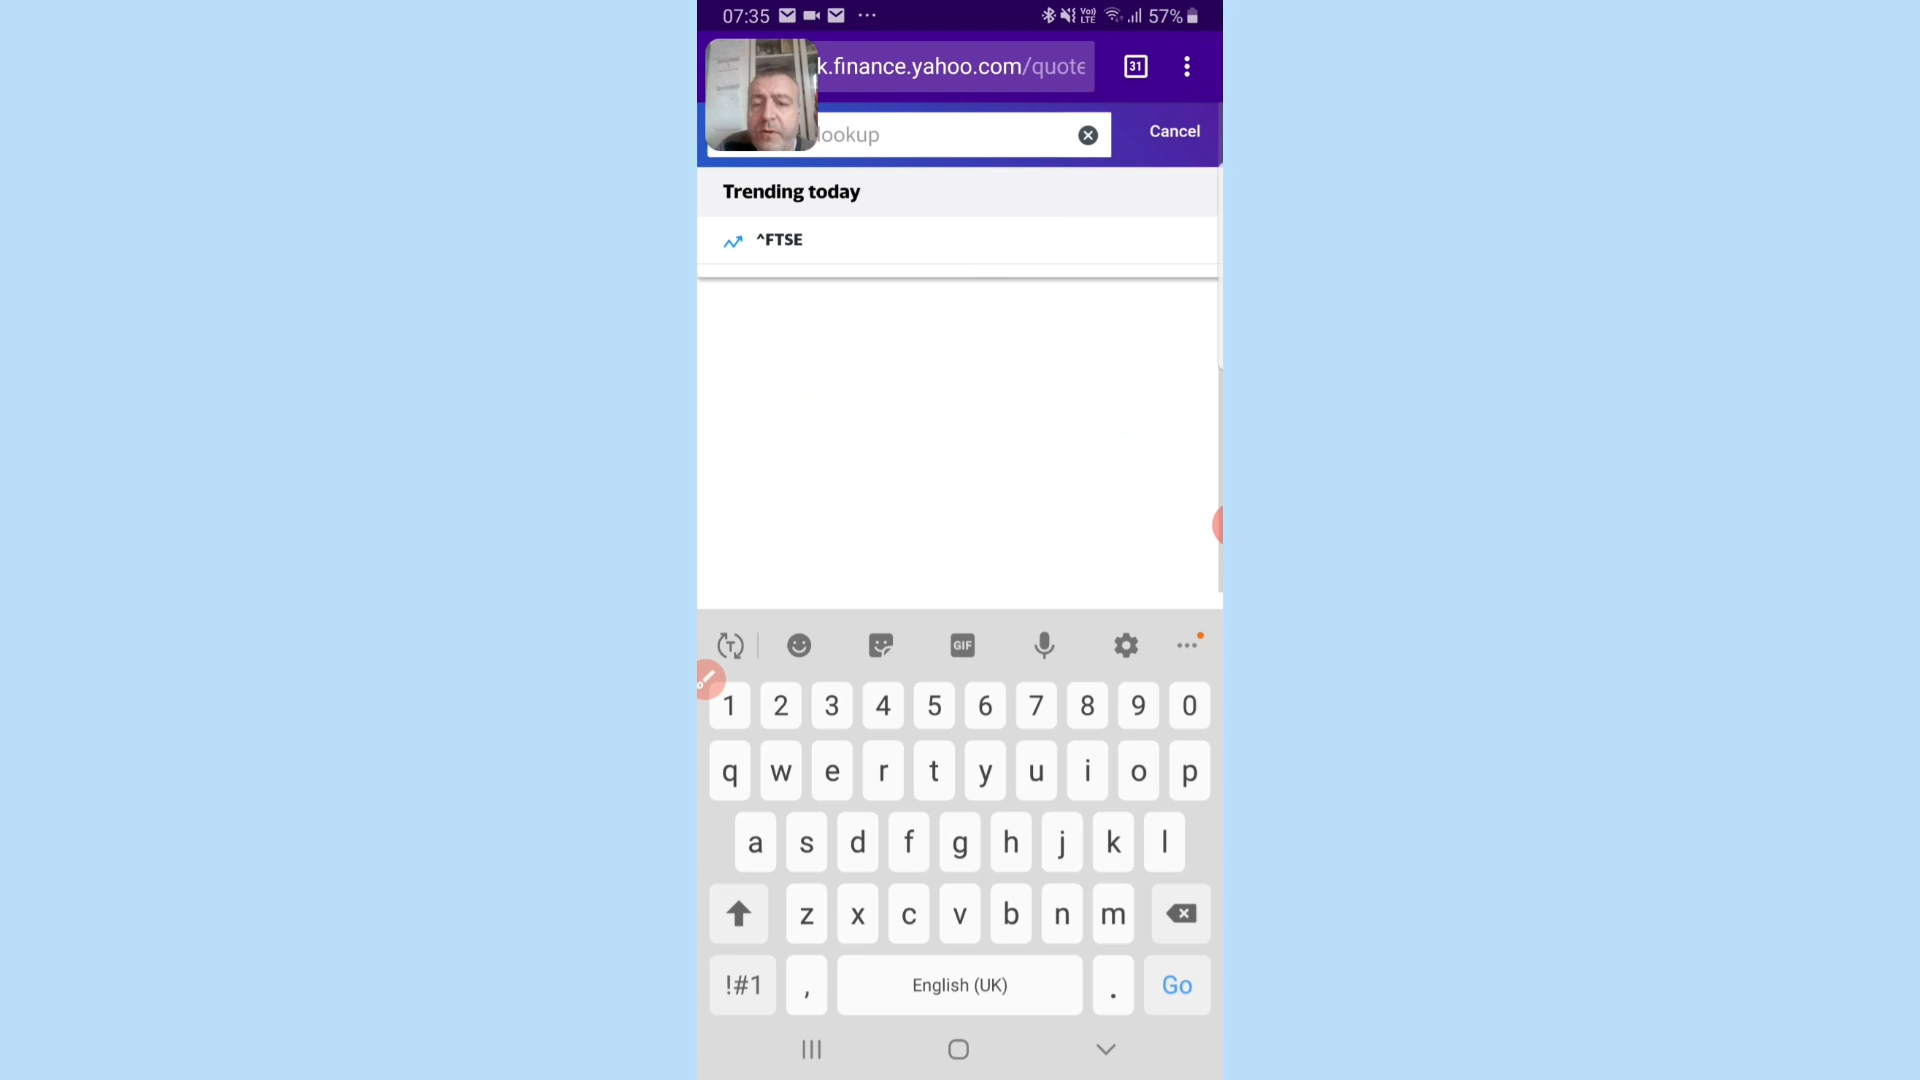 07:35 57%
k.finance.yahoo.com/quote 31
lookup Cancel
Trending today
^FTSE
GIF
1 2 3 4 5 6 7 8 9 0
q w e r t y u i o p
a s d f g h j k l
z x c v b n m
!#1 , English (UK) . Go